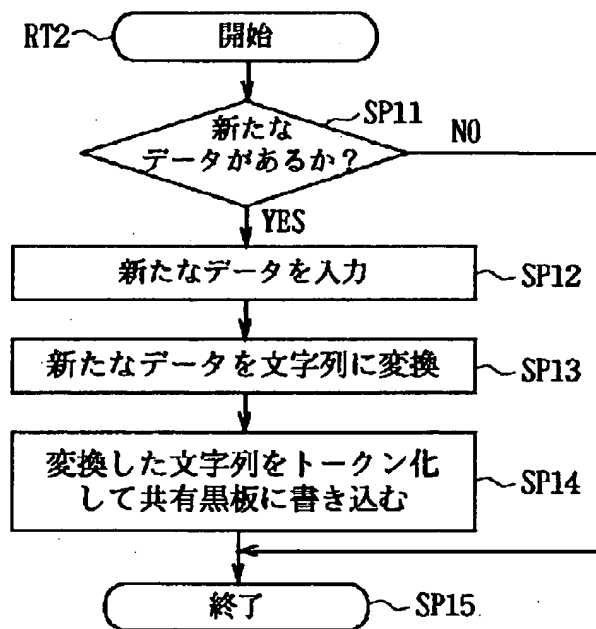 RT2
開始
SP11
新たな
データがあるか？
NO
YES
新たなデータを入力
SP12
新たなデータを文字列に変換
SP13
変換した文字列をトークン化
して共有黒板に書き込む
SP14
終了
SP15